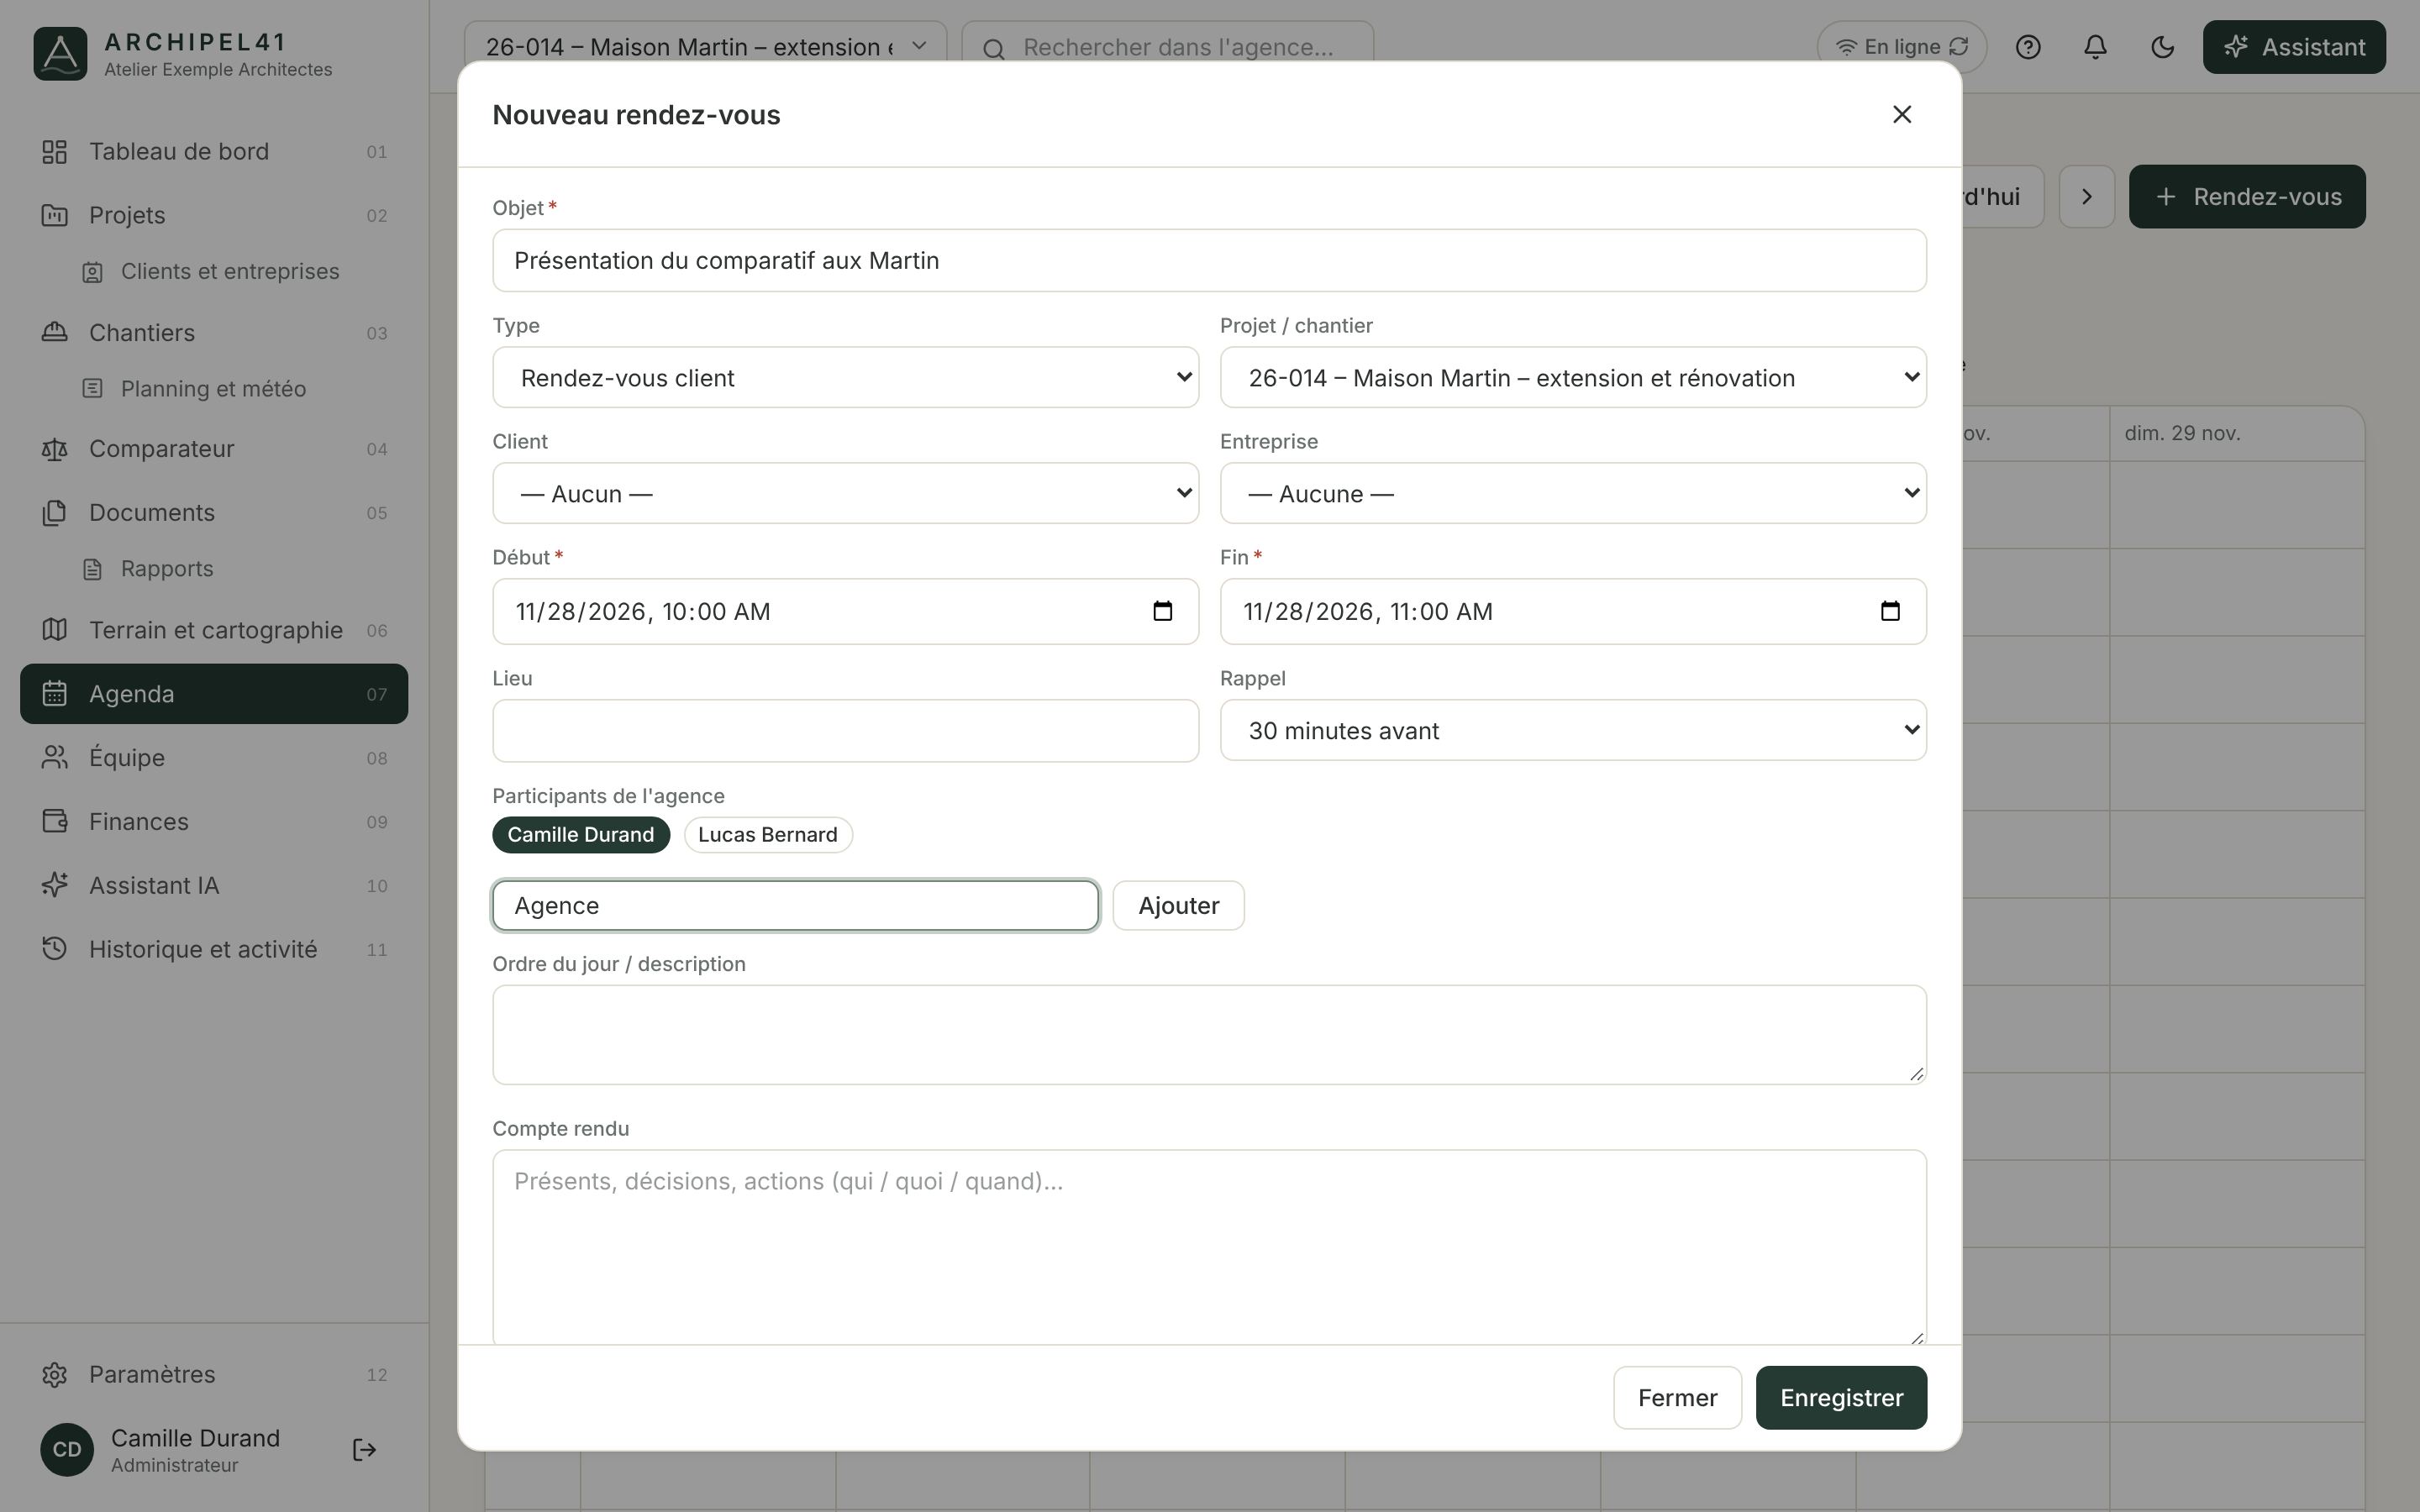 ARCHIPEL41
Atelier Exemple Architectes
Tableau de bord 01
Projets 02
Clients et entreprises
Chantiers 03
Planning et météo
Comparateur 04
Documents 05
Rapports
Terrain et cartographie 06
Agenda 07
Équipe 08
Finances 09
Assistant IA 10
Historique et activité 11
Paramètres 12
CD
Camille Durand
Administrateur
26-014 – Maison Martin – extension
Rechercher dans l'agence...
En ligne
Assistant
d'hui
Rendez-vous
ov.
dim. 29 nov.
Nouveau rendez-vous
Objet *
Présentation du comparatif aux Martin
Type
Rendez-vous client
Projet / chantier
26-014 – Maison Martin – extension et rénovation
Client
— Aucun —
Entreprise
— Aucune —
Début *
11/28/2026, 10:00 AM
Fin *
11/28/2026, 11:00 AM
Lieu
Rappel
30 minutes avant
Participants de l'agence
Camille Durand
Lucas Bernard
Agence
Ajouter
Ordre du jour / description
Compte rendu
Présents, décisions, actions (qui / quoi / quand)...
Fermer
Enregistrer